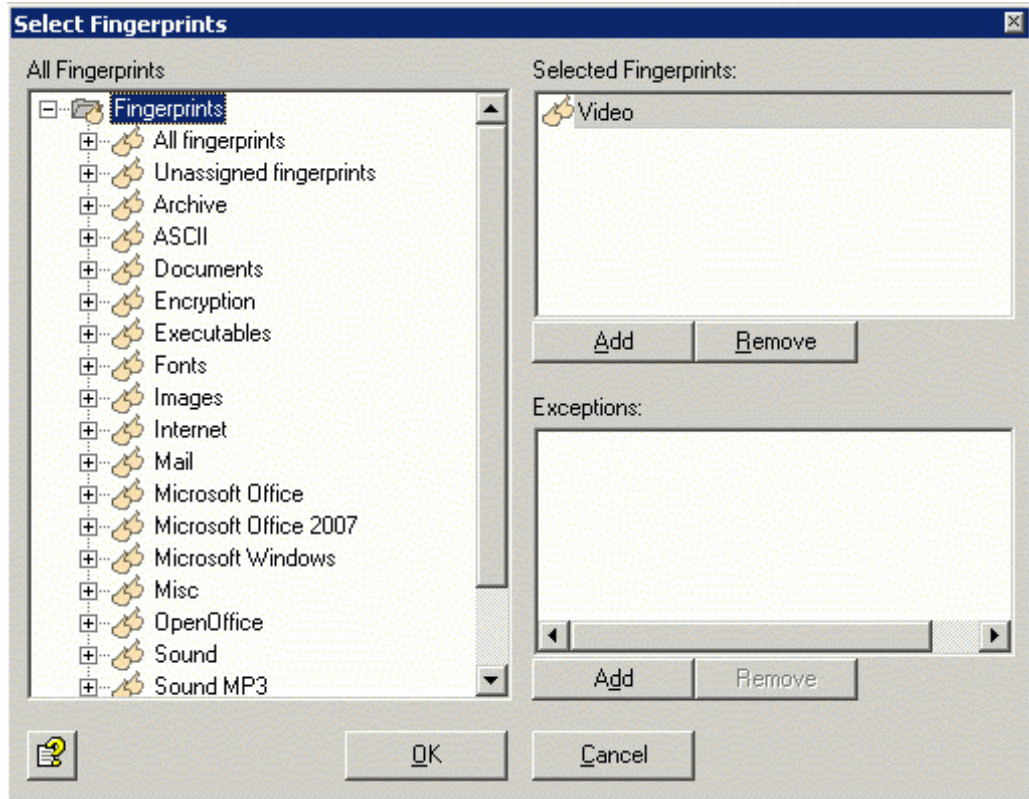 Select Fingerprints
All Fingerprints
Fingerprints
All fingerprints
Unassigned fingerprints
Archive
ASCII
Documents
Encryption
Executables
Fonts
Images
Internet
Mail
Microsoft Office
Microsoft Office 2007
Microsoft Windows
Misc
OpenOffice
Sound
Sound MP3
Selected Fingerprints:
Video
Add
Remove
Exceptions:
Add
Remove
OK
Cancel